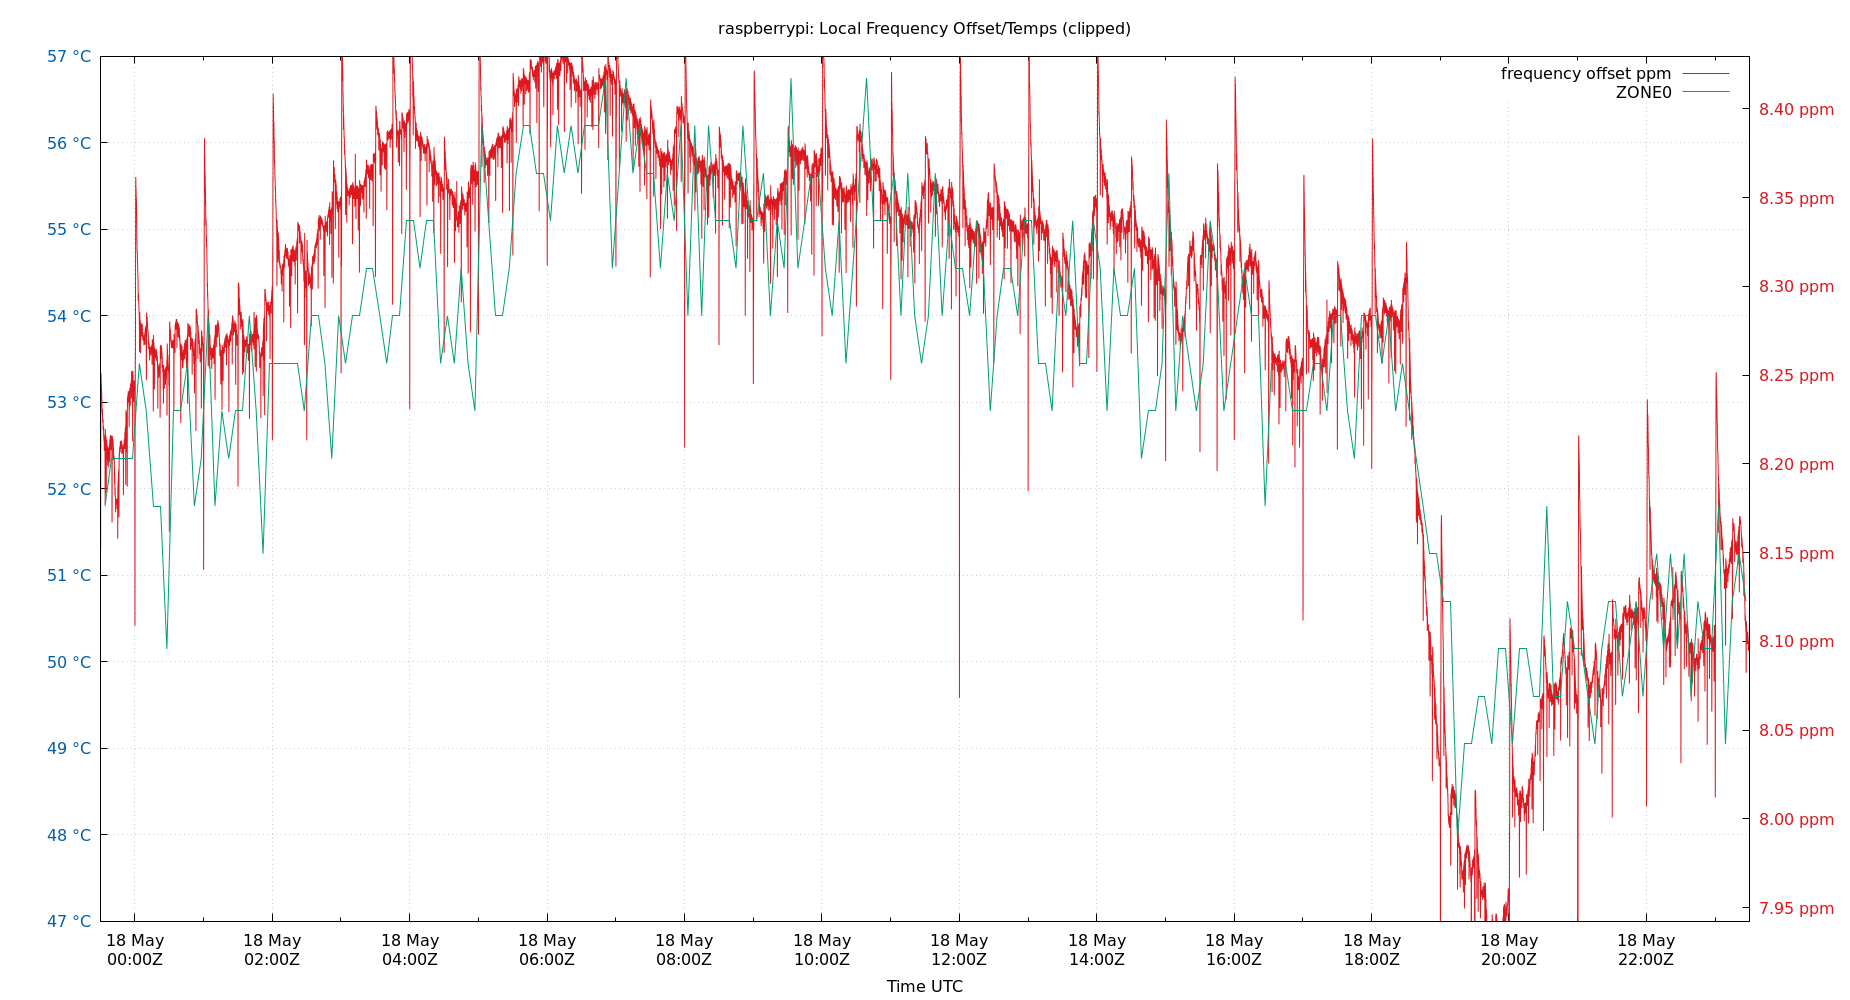 raspberrypi: Local Frequency Offset/Temps (clipped)
frequency offset ppm
ZONE0
57 °C
56 °C
55 °C
54 °C
53 °C
52 °C
51 °C
50 °C
49 °C
48 °C
47 °C
8.40 ppm
8.35 ppm
8.30 ppm
8.25 ppm
8.20 ppm
8.15 ppm
8.10 ppm
8.05 ppm
8.00 ppm
7.95 ppm
18 May 18 May 18 May 18 May 18 May 18 May 18 May 18 May 18 May 18 May 18 May 18 May
00:00Z 02:00Z 04:00Z 06:00Z 08:00Z 10:00Z 12:00Z 14:00Z 16:00Z 18:00Z 20:00Z 22:00Z
Time UTC